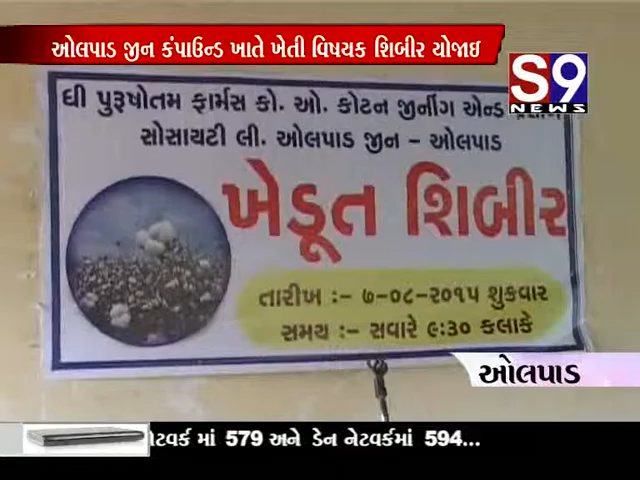 ઓલપાડ જીન કંપાઉન્ડ ખાતે ખેતી વિષયક શિબીર યોજાઇ
S9
NEWS
ધી પુરૂષોતમ ફાર્મસ કો. ઓ. કોટન જીનીંગ એન્ડ
સોસાયટી લી. ઓલપાડ જીન – ઓલપાડ
ખેડૂત શિબીર
તારીખ :– ૭-૦૮-૨૦૧૫ શુક્રવાર
સમય :– સવારે ૯:૩૦ કલાકે
ઓલપાડ
નેટવર્ક માં 579 અને ડેન નેટવર્કમાં 594...